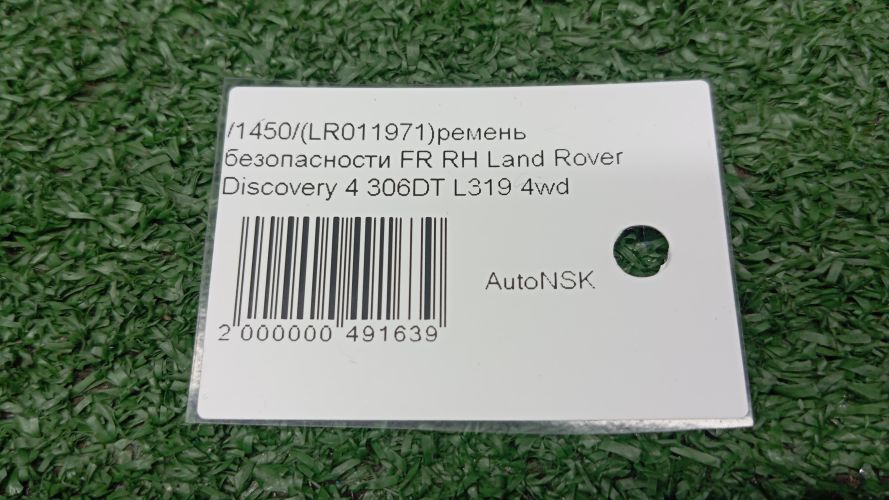 /1450/(LR011971)ремень
безопасности FR RH Land Rover
Discovery 4 306DT L319 4wd
AutoNSK
2 000000 491639